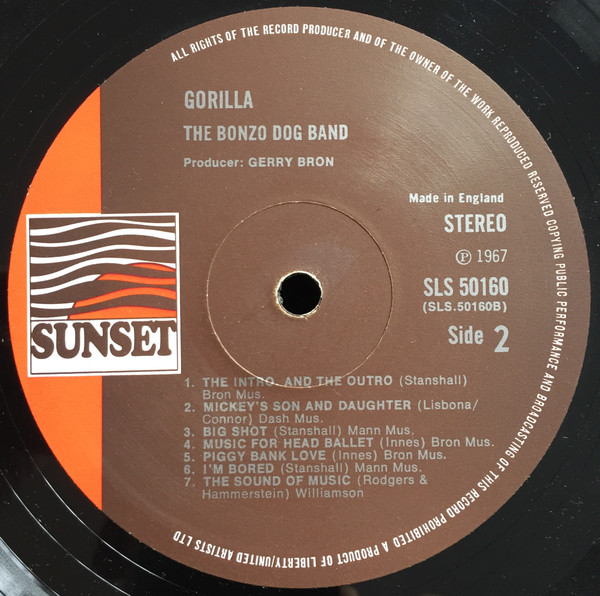 ALL RIGHTS OF THE RECORD PRODUCER AND OF THE OWNER OF THE WORK REPRODUCED RESERVED COPYING PUBLIC PERFORMANCE AND BROADCASTING OF THIS RECORD PROHIBITED A PRODUCT OF LIBERTY/UNITED ARTISTS LTD
GORILLA
THE BONZO DOG BAND
Producer: GERRY BRON
Made in England
STEREO
℗ 1967
SLS 50160
(SLS.50160B)
Side 2
SUNSET
1. THE INTRO. AND THE OUTRO (Stanshall)
Bron Mus.
2. MICKEY'S SON AND DAUGHTER (Lisbona/
Connor) Dash Mus.
3. BIG SHOT (Stanshall) Mann Mus.
4. MUSIC FOR HEAD BALLET (Innes) Bron Mus.
5. PIGGY BANK LOVE (Innes) Bron Mus.
6. I'M BORED (Stanshall) Mann Mus.
7. THE SOUND OF MUSIC (Rodgers &
Hammerstein) Williamson